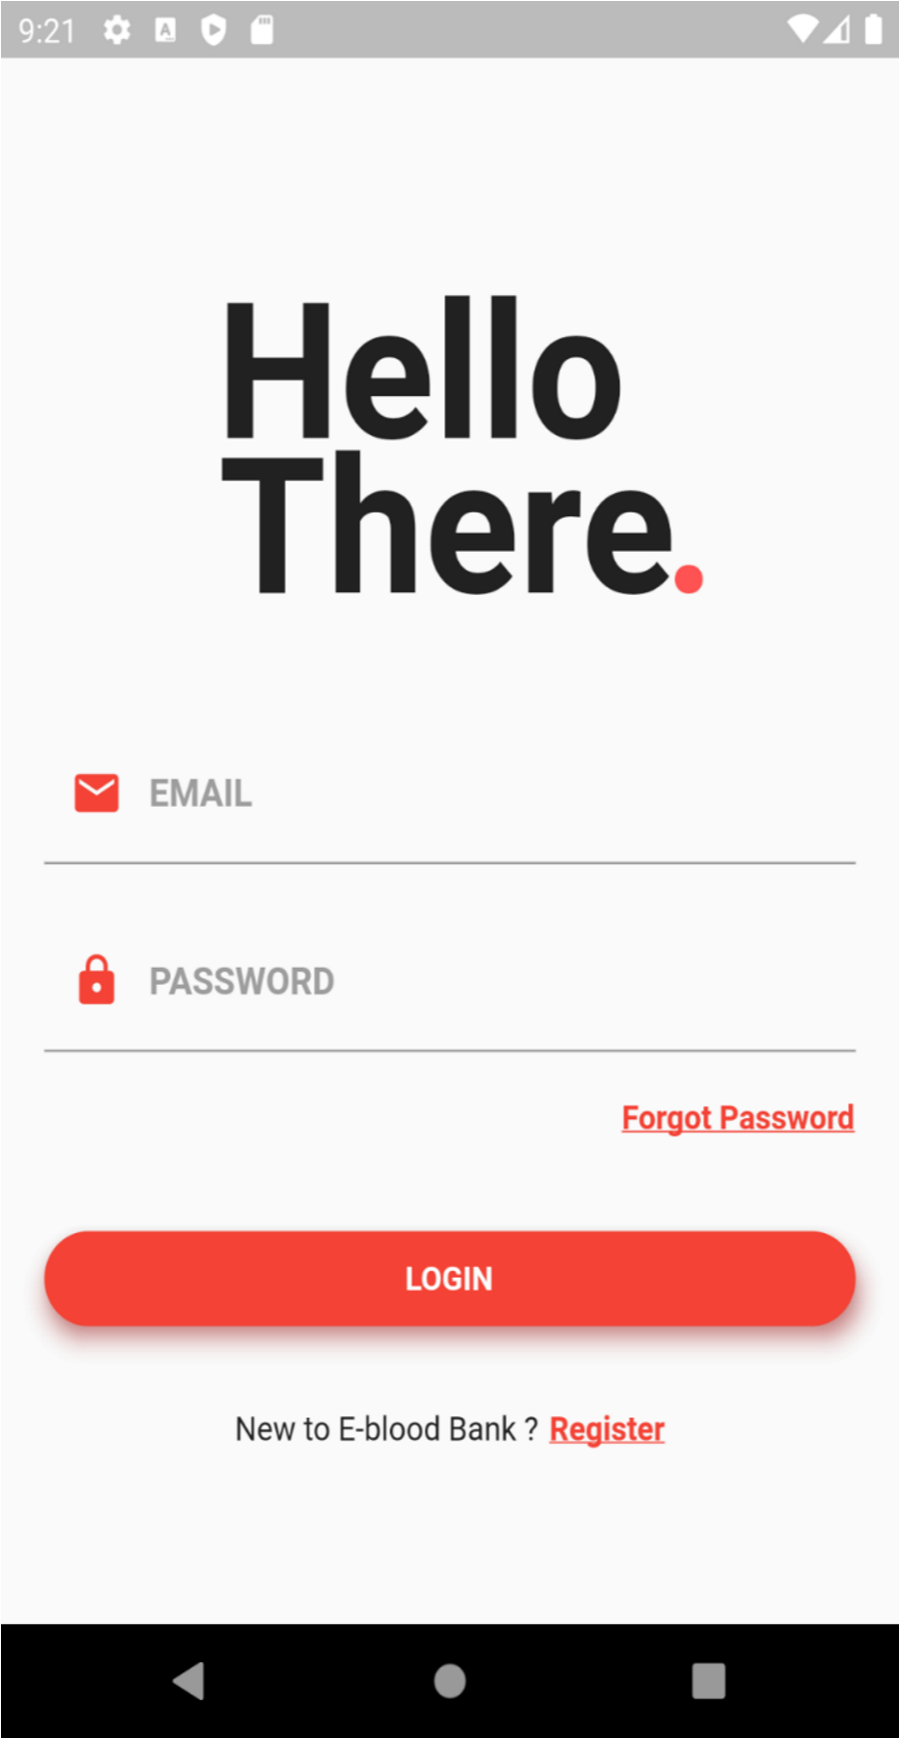 9:21
Hello
There.
EMAIL
PASSWORD
Forgot Password
LOGIN
New to E-blood Bank ? Register